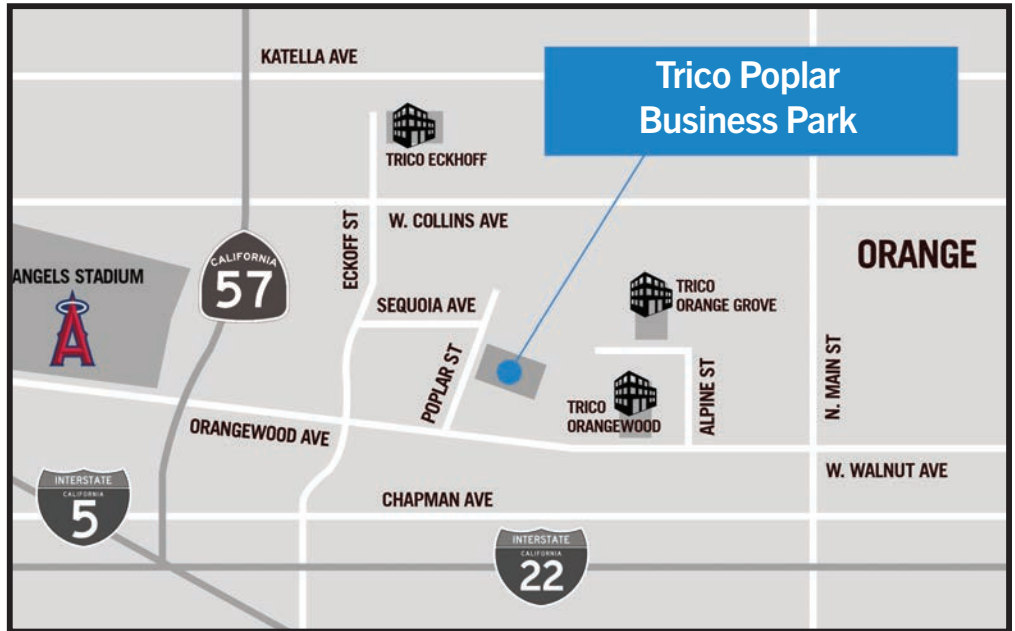 KATELLA AVE
Trico Poplar
Business Park
TRICO ECKHOFF
ECKOFF ST
W. COLLINS AVE
ORANGE
ANGELS STADIUM
A
CALIFORNIA
57
SEQUOIA AVE
TRICO
ORANGE GROVE
POPLAR ST
ALPINE ST
N. MAIN ST
TRICO
ORANGEWOOD
ORANGEWOOD AVE
W. WALNUT AVE
INTERSTATE
CALIFORNIA
5
CHAPMAN AVE
INTERSTATE
CALIFORNIA
22